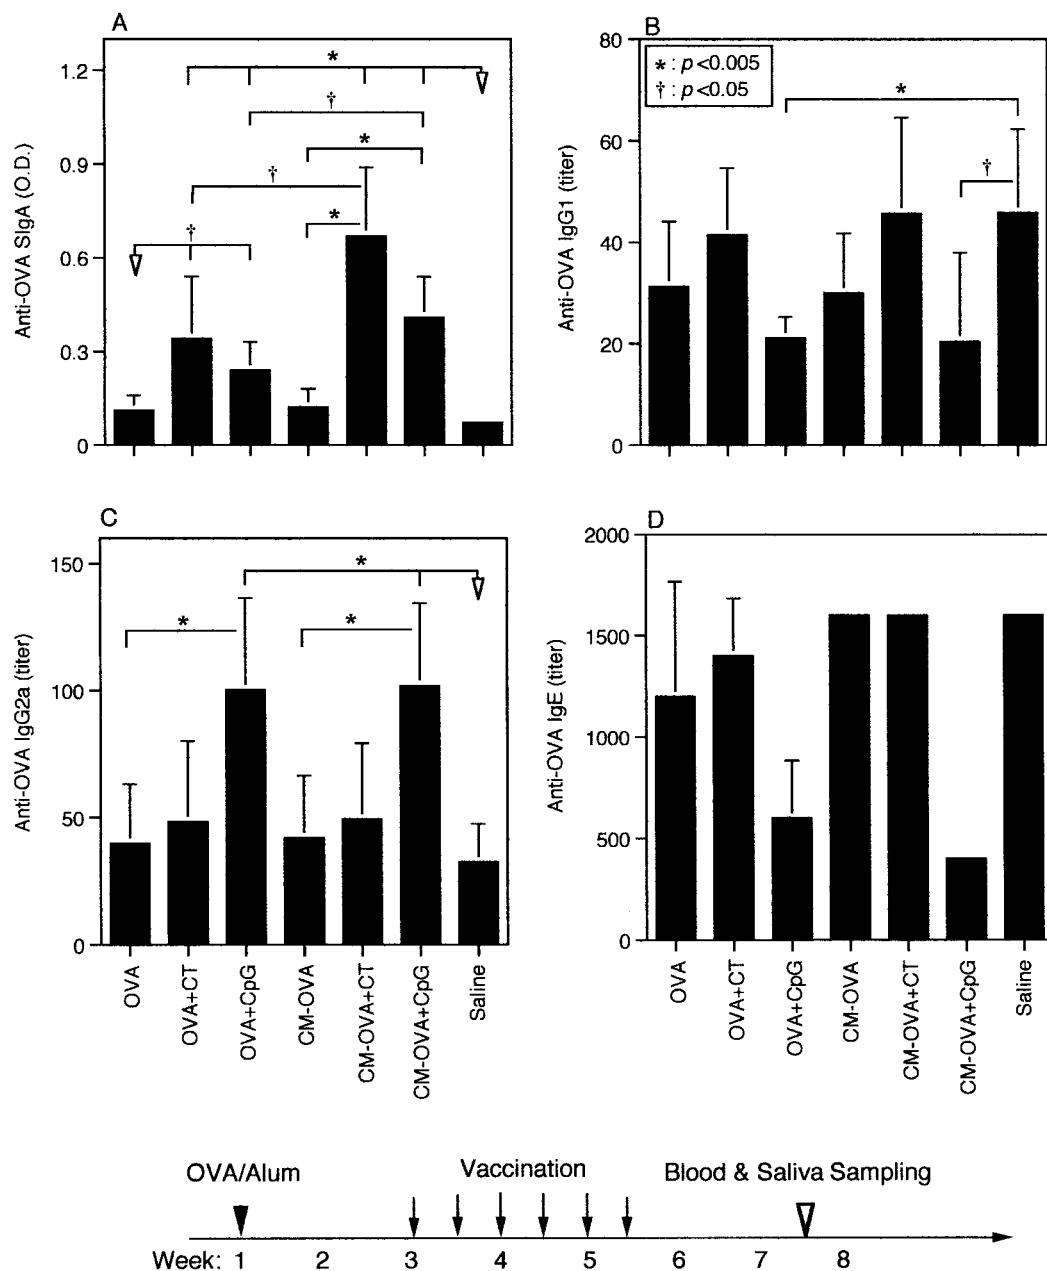 A
Anti-OVA SIgA (O.D.)
1.2
0.9
0.6
0.3
0
*
†
*
†
*
†
B
Anti-OVA IgG1 (titer)
80
60
40
20
0
* : p<0.005
† : p<0.05
*
†
C
Anti-OVA IgG2a (titer)
150
100
50
0
*
*
*
OVA
OVA+CT
OVA+CpG
CM-OVA
CM-OVA+CT
CM-OVA+CpG
Saline
D
Anti-OVA IgE (titer)
2000
1500
1000
500
0
OVA
OVA+CT
OVA+CpG
CM-OVA
CM-OVA+CT
CM-OVA+CpG
Saline
OVA/Alum
Vaccination
Blood & Saliva Sampling
Week: 1 2 3 4 5 6 7 8